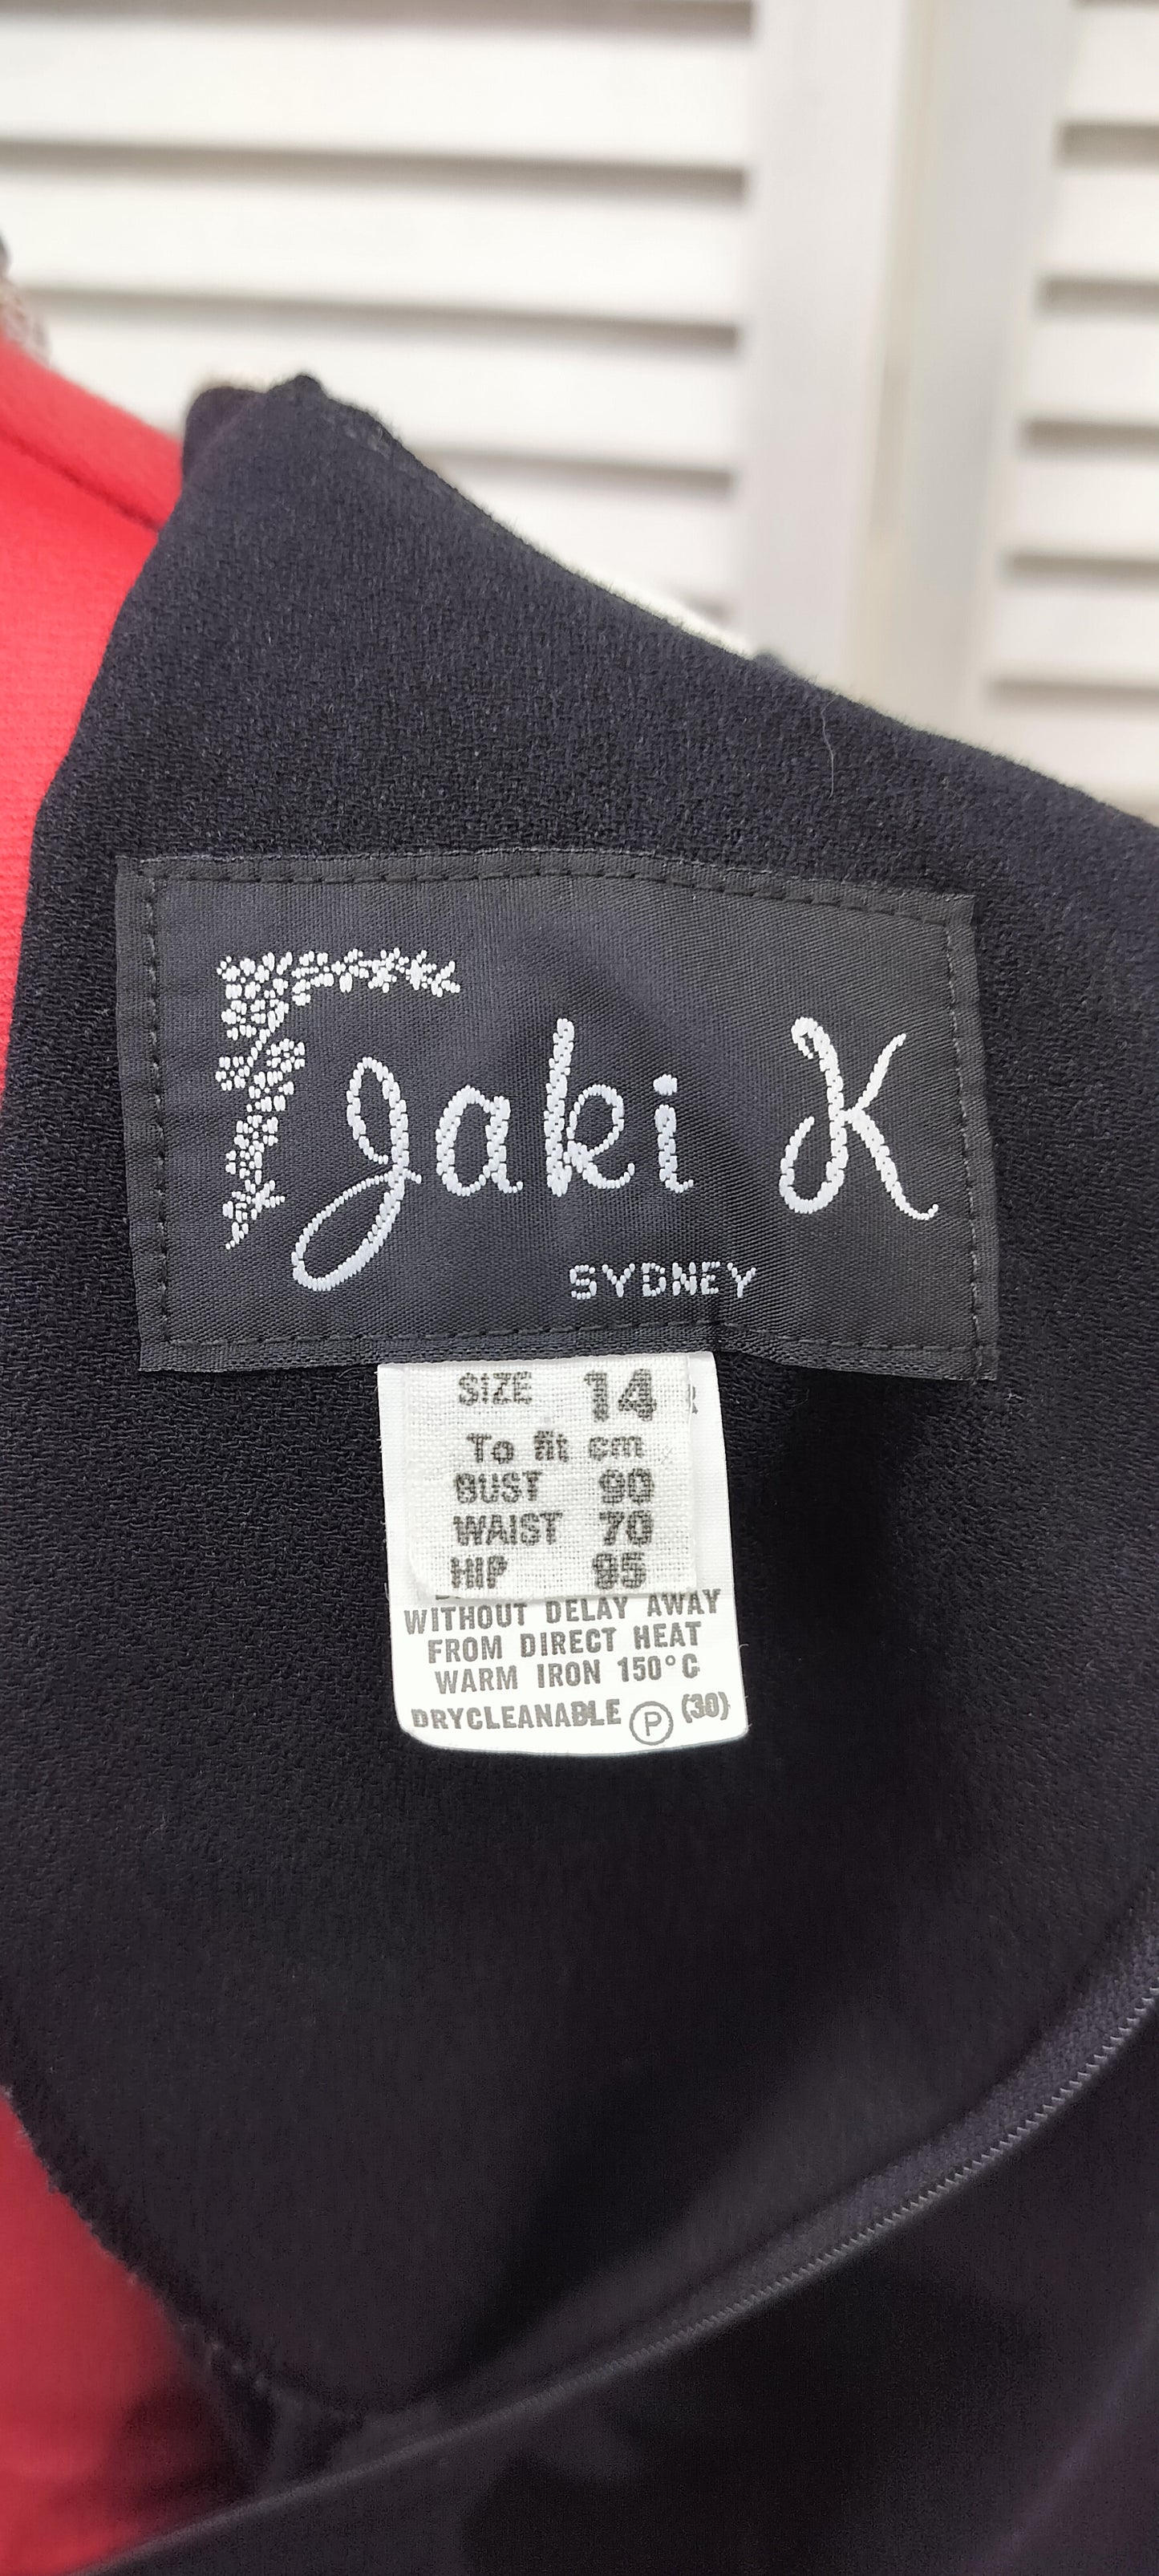 Jaki K
SYDNEY
SIZE 14
To fit cm
BUST 90
WAIST 70
HIP 95
WITHOUT DELAY AWAY
FROM DIRECT HEAT
WARM IRON 150°C
DRYCLEANABLE P (30)